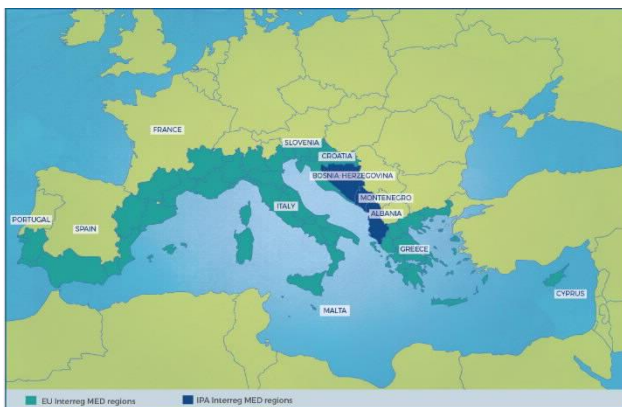 FRANCE
SLOVENIA
CROATIA
BOSNIA-HERZEGOVINA
MONTENEGRO
ALBANIA
ITALY
PORTUGAL
SPAIN
GREECE
CYPRUS
MALTA
EU Interreg MED regions
IPA Interreg MED regions